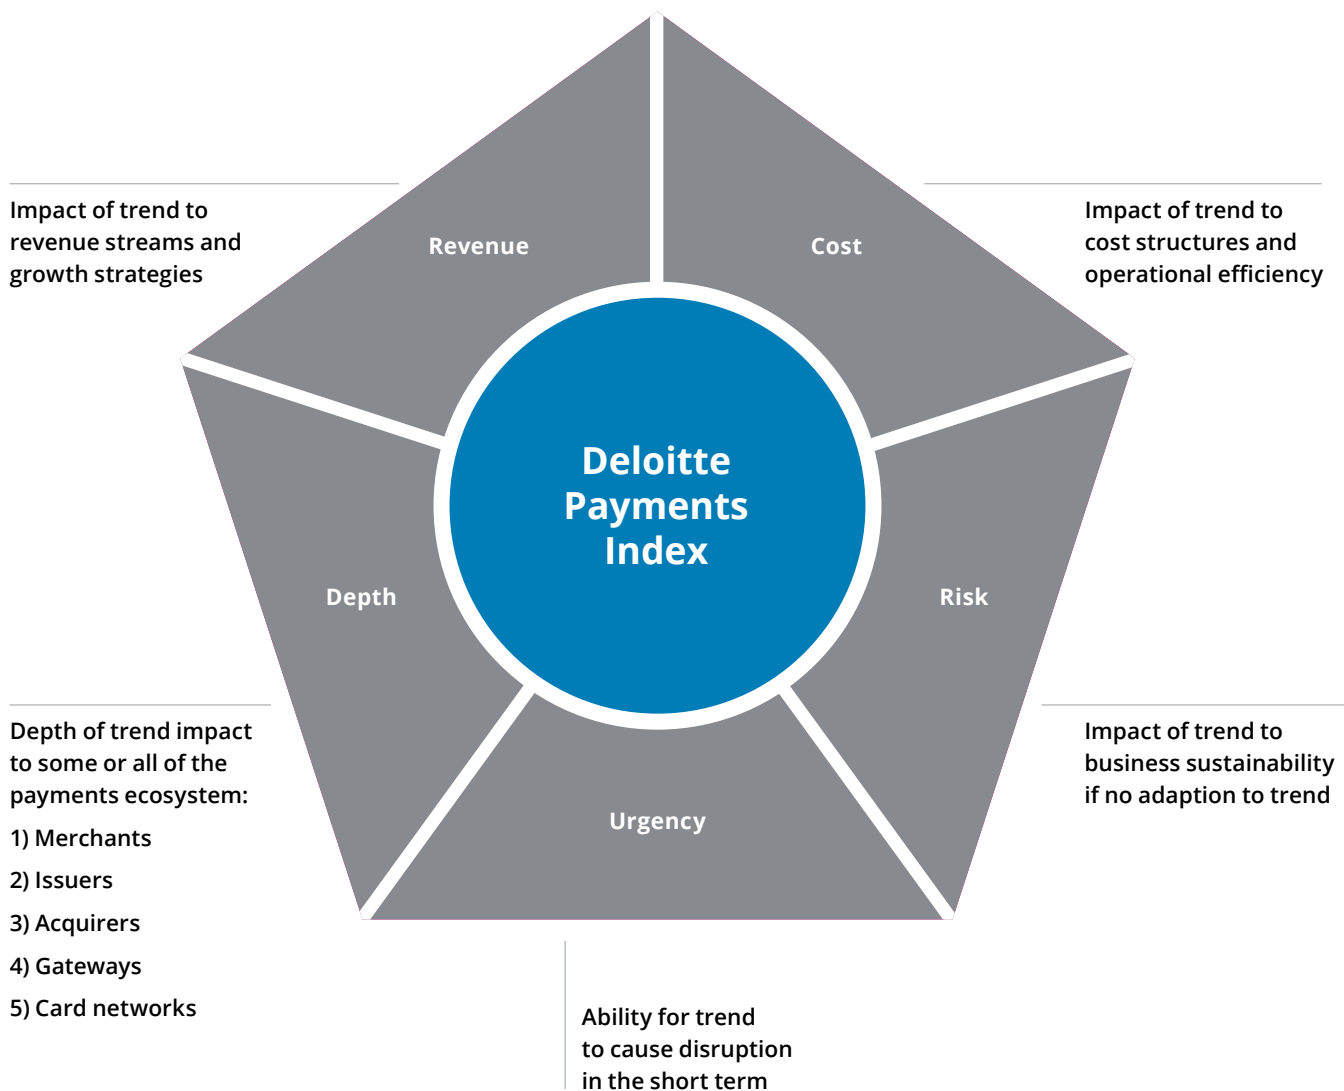 Impact of trend to
revenue streams and
growth strategies
Revenue
Cost
Impact of trend to
cost structures and
operational efficiency
Deloitte
Payments
Index
Depth
Risk
Depth of trend impact
to some or all of the
payments ecosystem:
1) Merchants
2) Issuers
3) Acquirers
4) Gateways
5) Card networks
Urgency
Impact of trend to
business sustainability
if no adaption to trend
Ability for trend
to cause disruption
in the short term